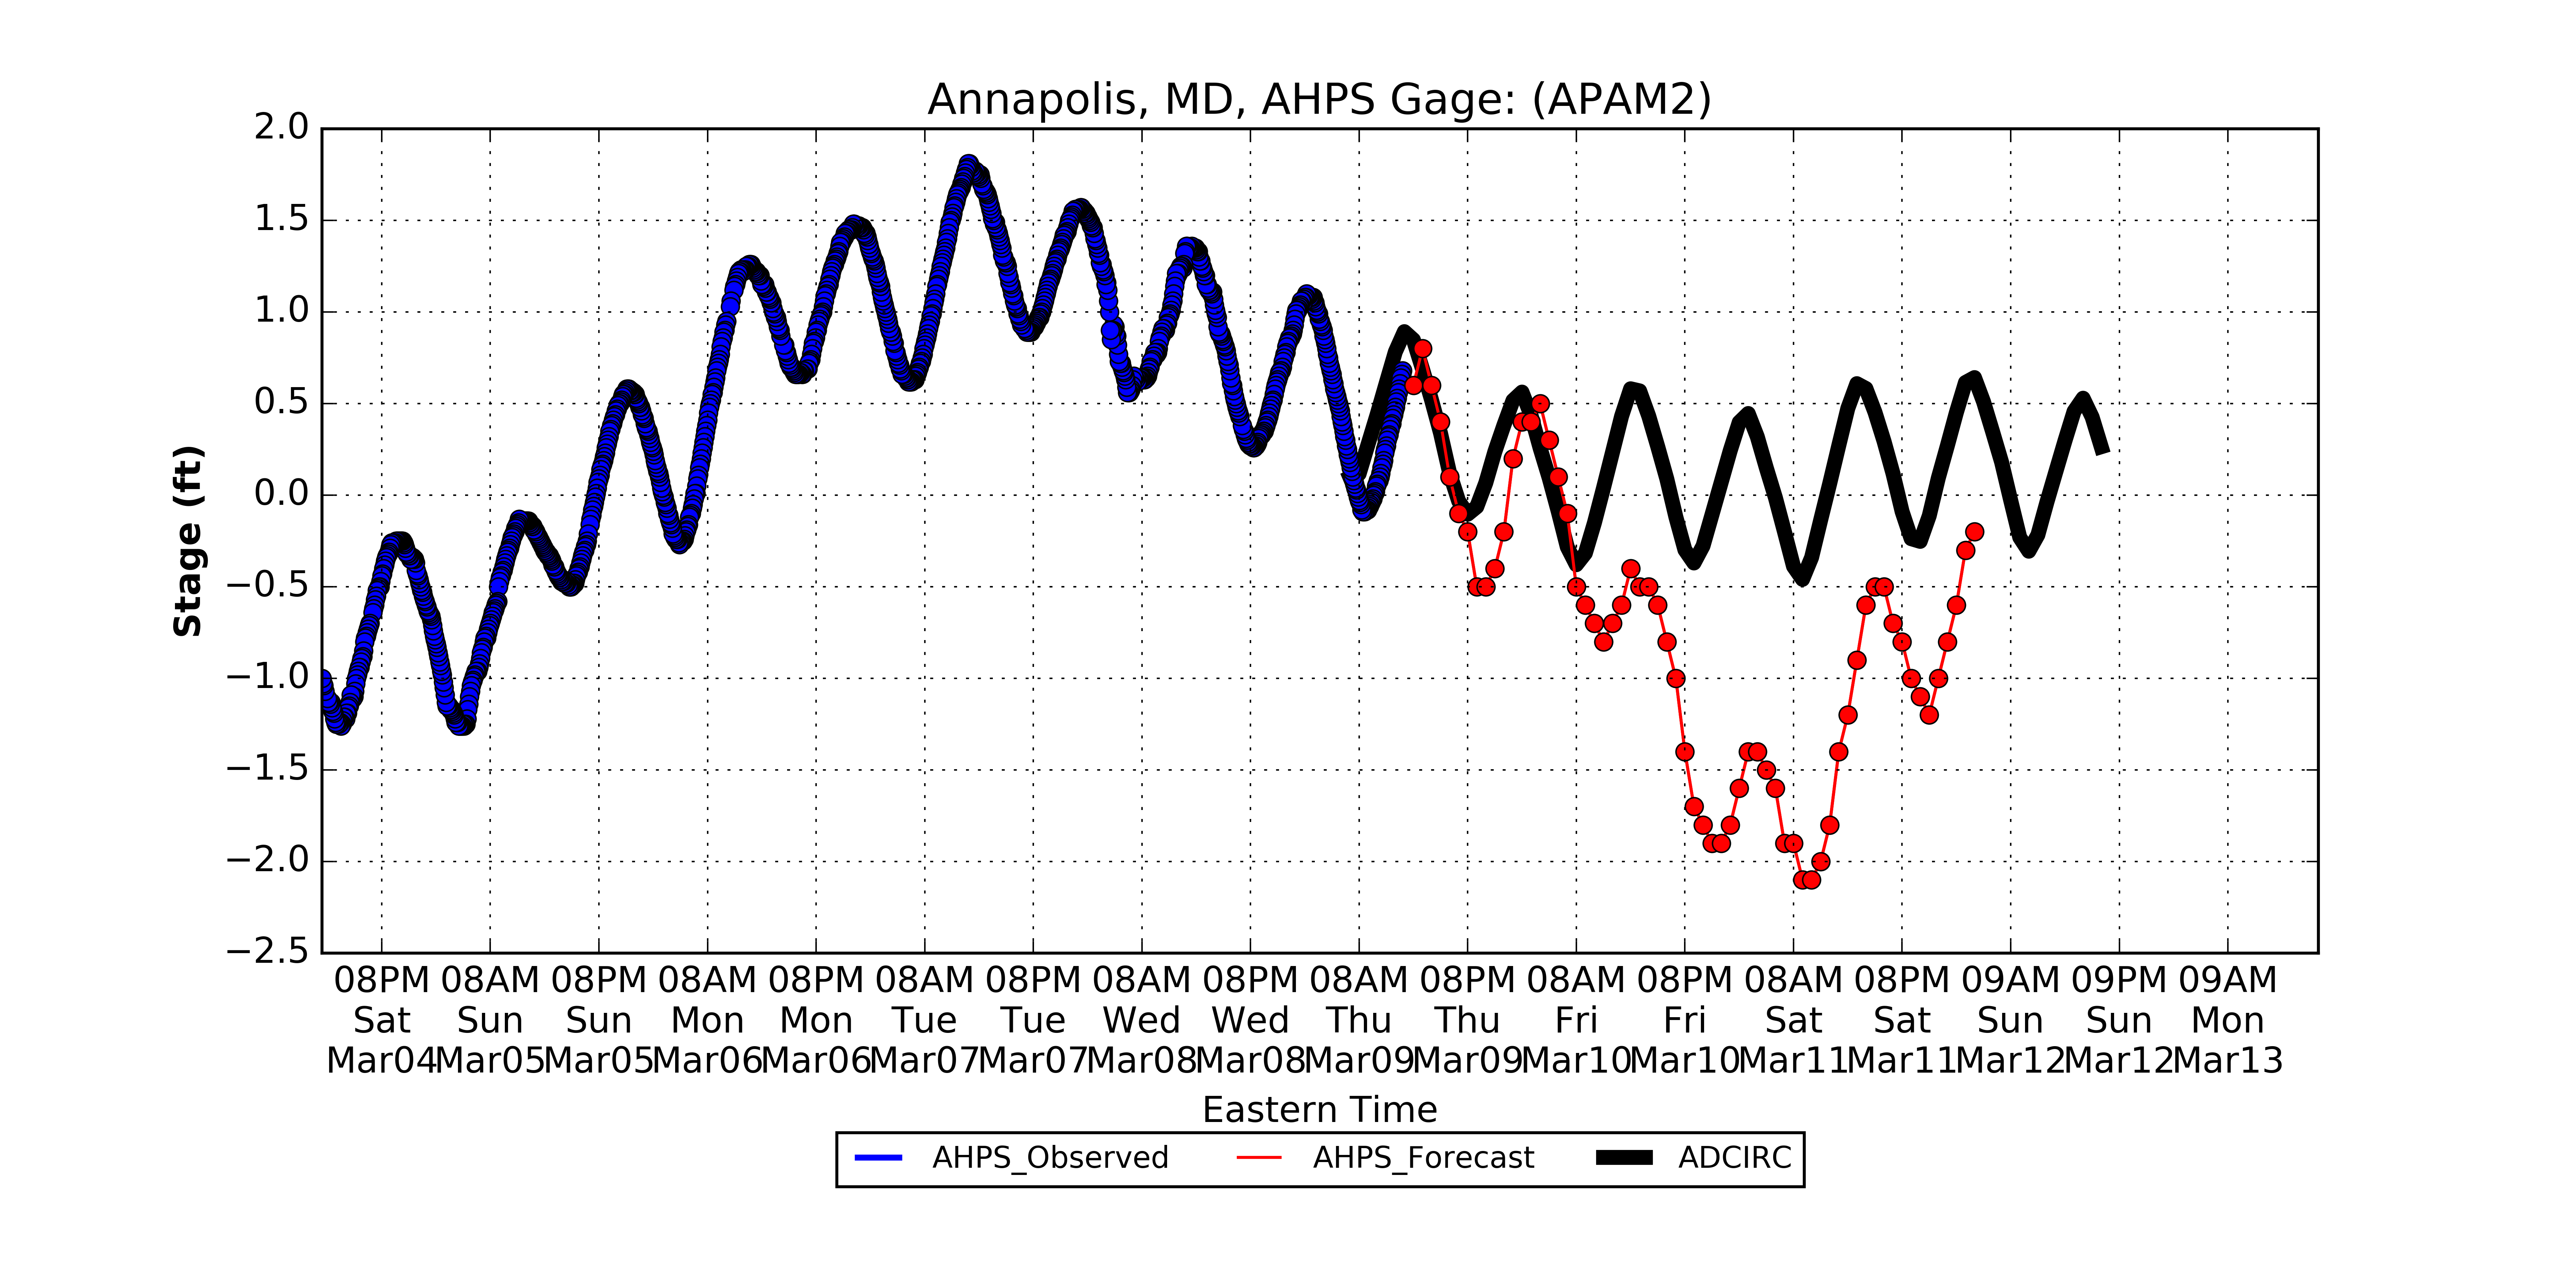 Annapolis, MD, AHPS Gage: (APAM2)
2.0
1.5
1.0
0.5
0.0
−0.5
−1.0
−1.5
−2.0
−2.5
Stage (ft)
08PM 08AM 08PM 08AM 08PM 08AM 08PM 08AM 08PM 08AM 08PM 08AM 08PM 08AM 08PM 09AM 09PM 09AM
Sat Sun Sun Mon Mon Tue Tue Wed Wed Thu Thu Fri Fri Sat Sat Sun Sun Mon
Mar04 Mar05 Mar05 Mar06 Mar06 Mar07 Mar07 Mar08 Mar08 Mar09 Mar09 Mar10 Mar10 Mar11 Mar11 Mar12 Mar12 Mar13
Eastern Time
AHPS_Observed AHPS_Forecast ADCIRC